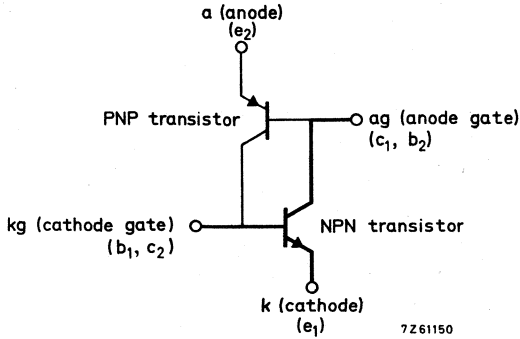 a (anode)
(e₂)
PNP transistor
ag (anode gate)
(c₁, b₂)
kg (cathode gate)
(b₁, c₂)
NPN transistor
k (cathode)
(e₁)
7Z61150